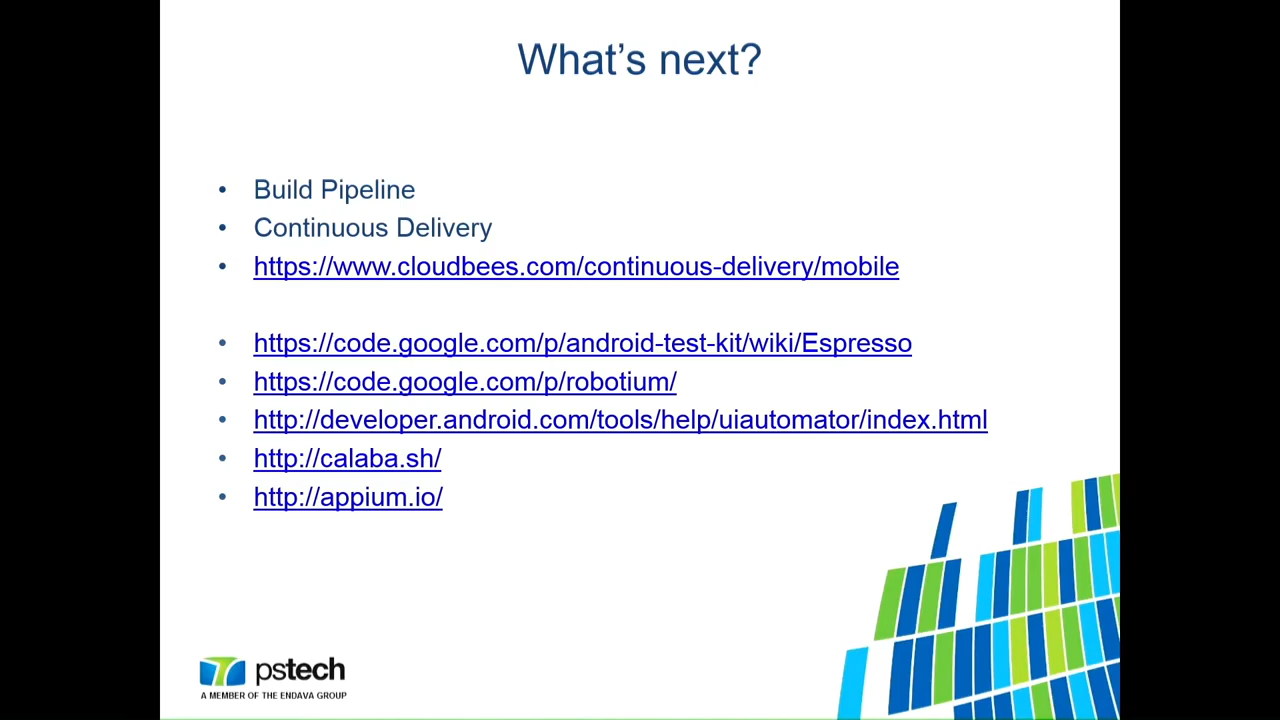 What’s next?
• Build Pipeline
• Continuous Delivery
• https://www.cloudbees.com/continuous-delivery/mobile
• https://code.google.com/p/android-test-kit/wiki/Espresso
• https://code.google.com/p/robotium/
• http://developer.android.com/tools/help/uiautomator/index.html
• http://calaba.sh/
• http://appium.io/
pstech
A MEMBER OF THE ENDAVA GROUP